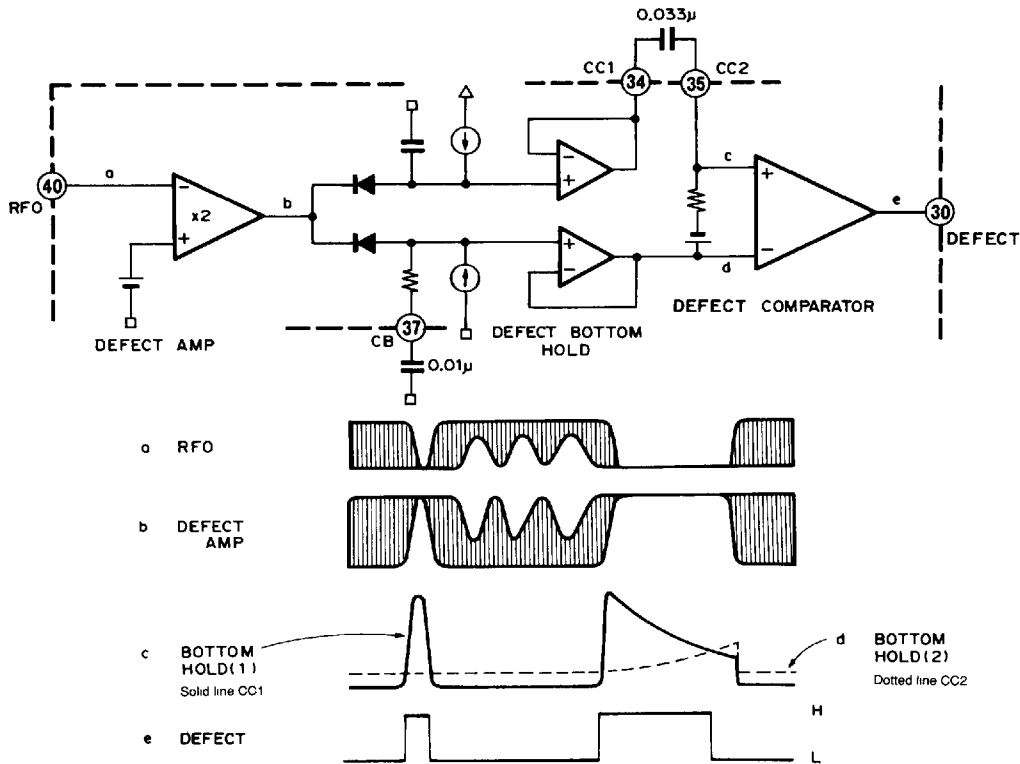 0.033μ
CC1
34
35
CC2
40
RFO
a
−
x2
+
b
−
+
+
−
c
+
−
d
e
30
DEFECT
DEFECT AMP
37
CB
0.01μ
DEFECT BOTTOM
HOLD
DEFECT COMPARATOR
a RFO
b DEFECT
AMP
c BOTTOM
HOLD(1)
Solid line CC1
d BOTTOM
HOLD(2)
Dotted line CC2
e DEFECT
H
L